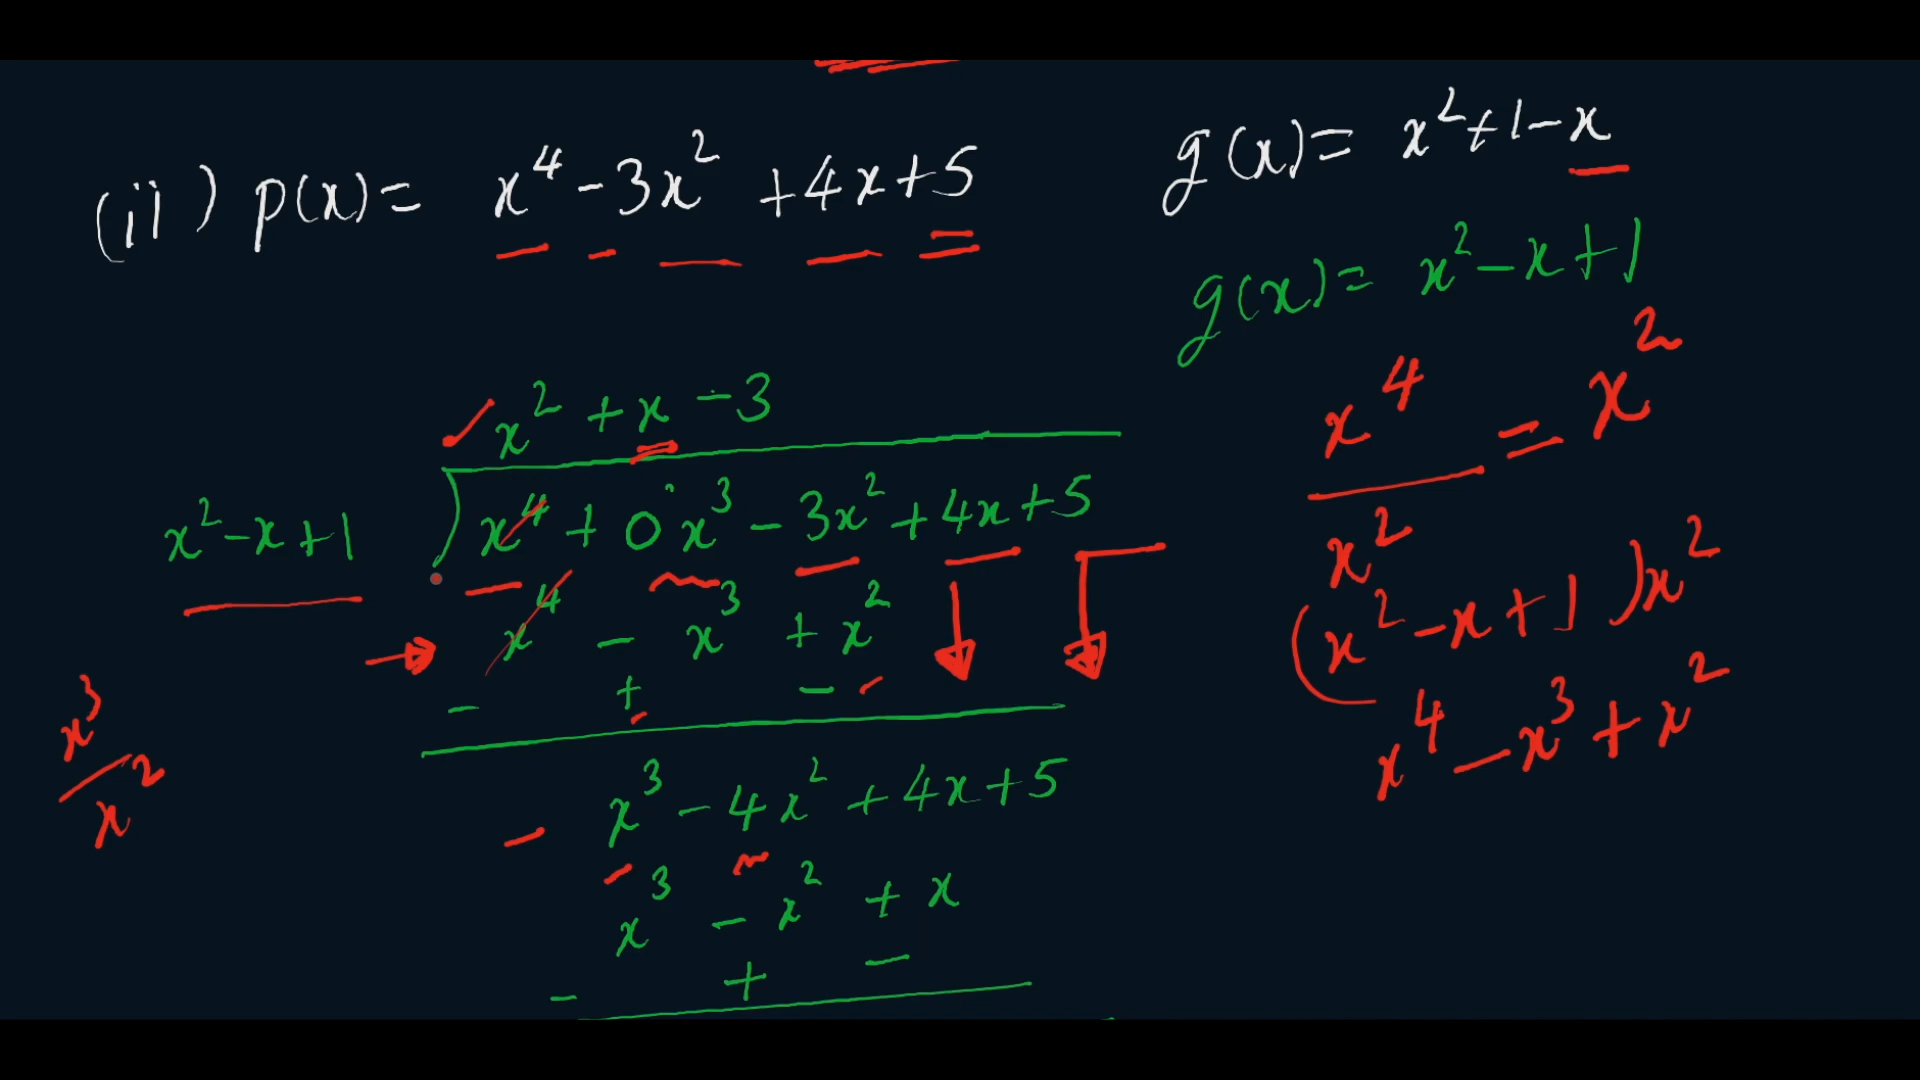 (ii) p(x) = x⁴ - 3x² + 4x + 5
g(x) = x² + 1 - x
g(x) = x² - x + 1
x² + x - 3
x² - x + 1 ) x⁴ + 0x³ - 3x² + 4x + 5
x⁴ - x³ + x²
- + -
x³ - 4x² + 4x + 5
x³ - x² + x
- + -
x³/x²
x⁴/x² = x²
(x² - x + 1)x²
x⁴ - x³ + x²